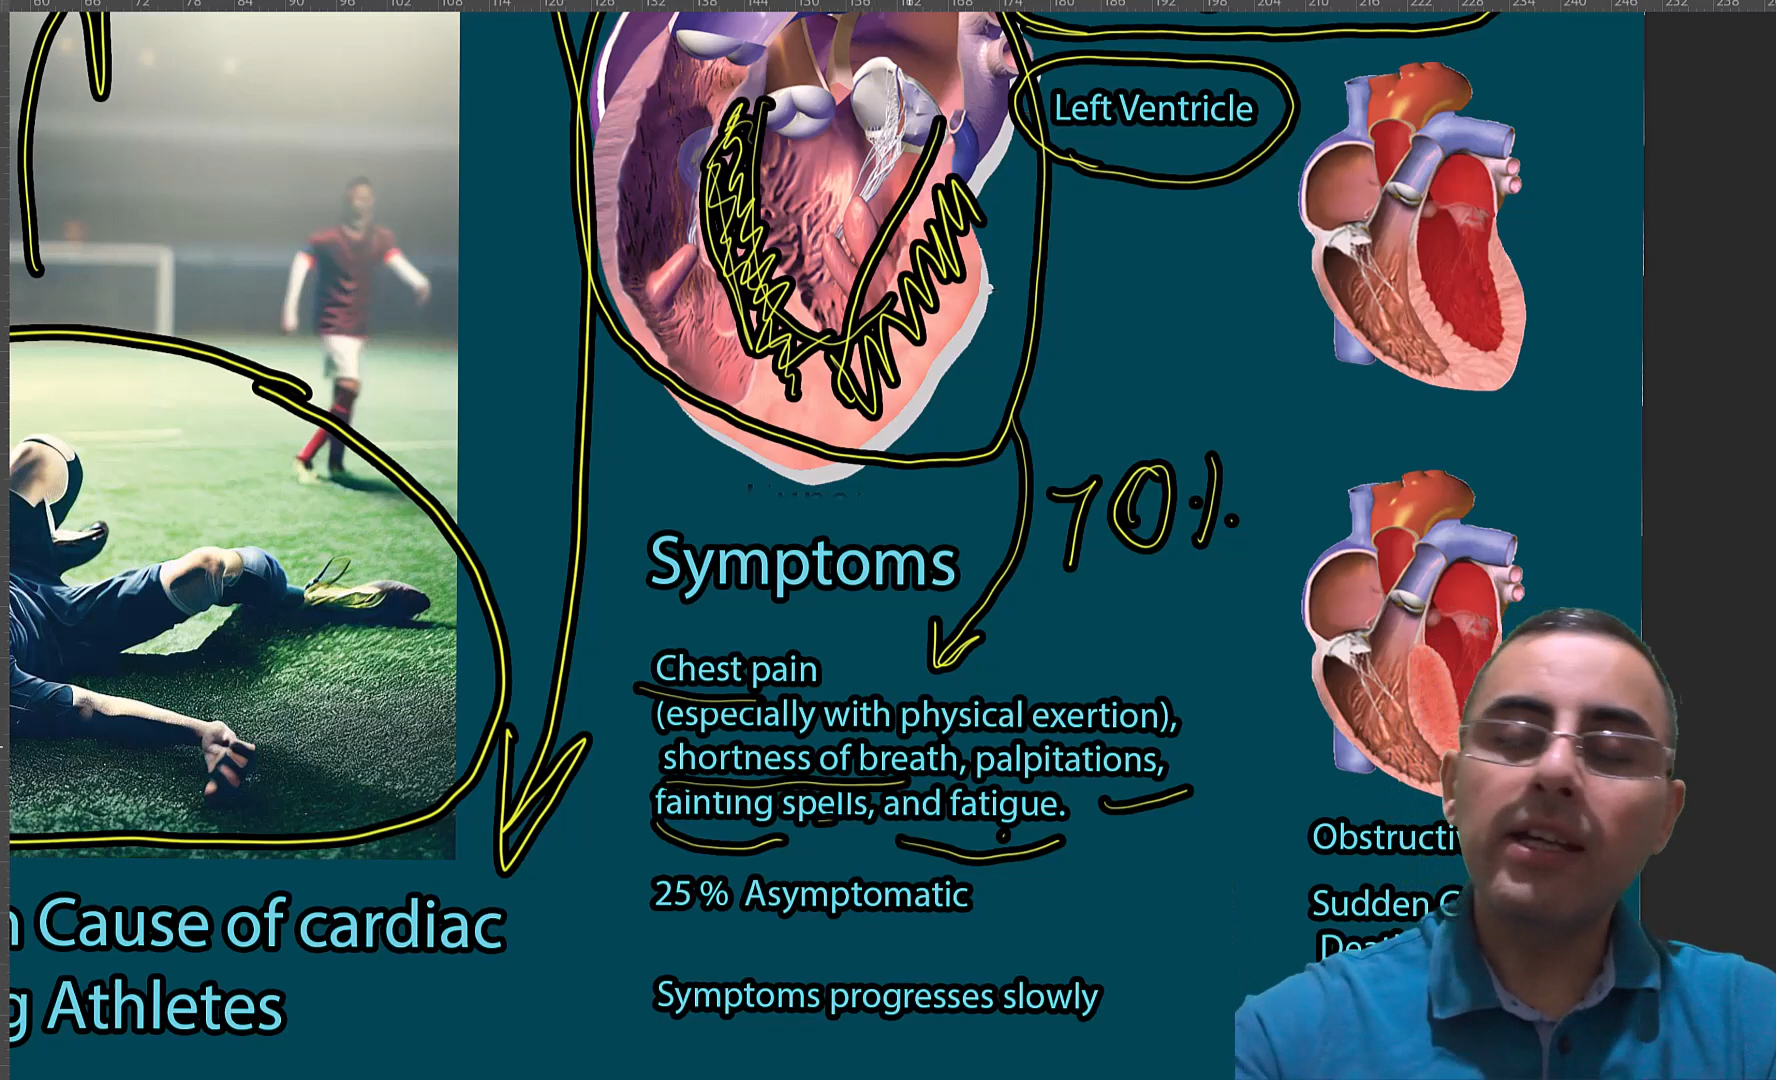 Left Ventricle
70%
Symptoms
Chest pain
(especially with physical exertion),
shortness of breath, palpitations,
fainting spells, and fatigue.
25 % Asymptomatic
Symptoms progresses slowly
Cause of cardiac
Athletes
Sudden